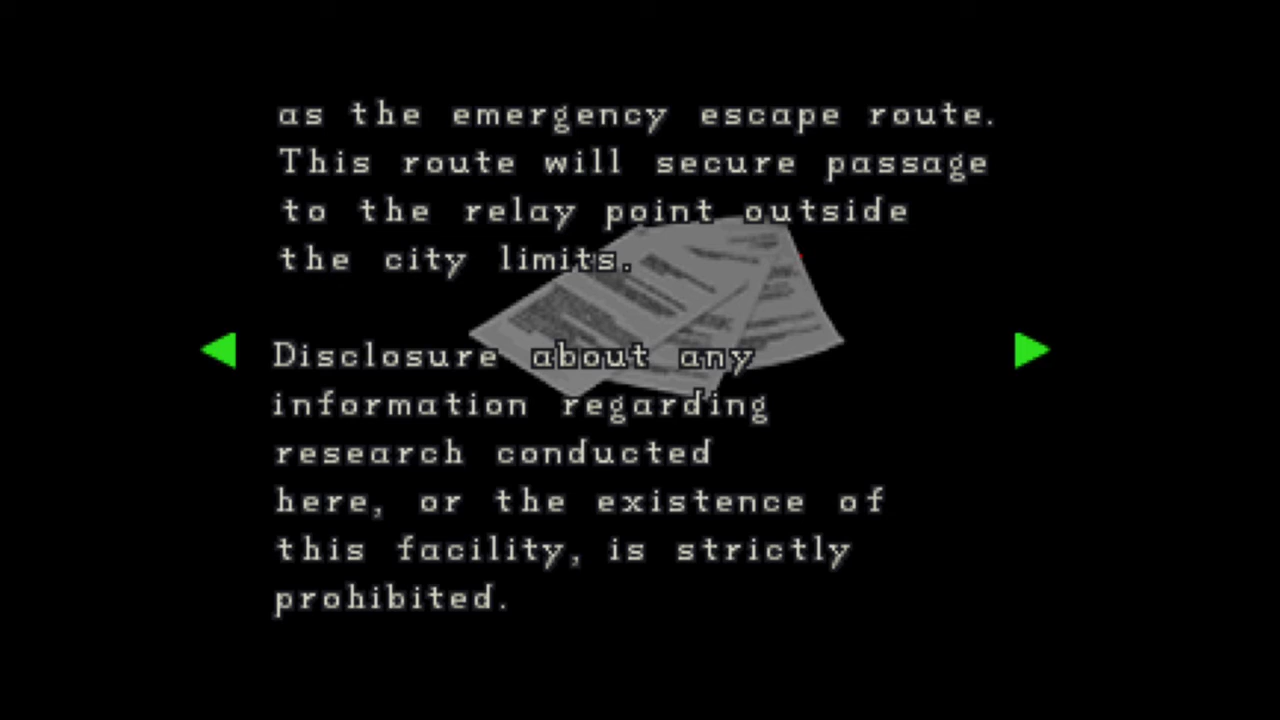 as the emergency escape route.
This route will secure passage
to the relay point outside
the city limits.
Disclosure about any
information regarding
research conducted
here, or the existence of
this facility, is strictly
prohibited.